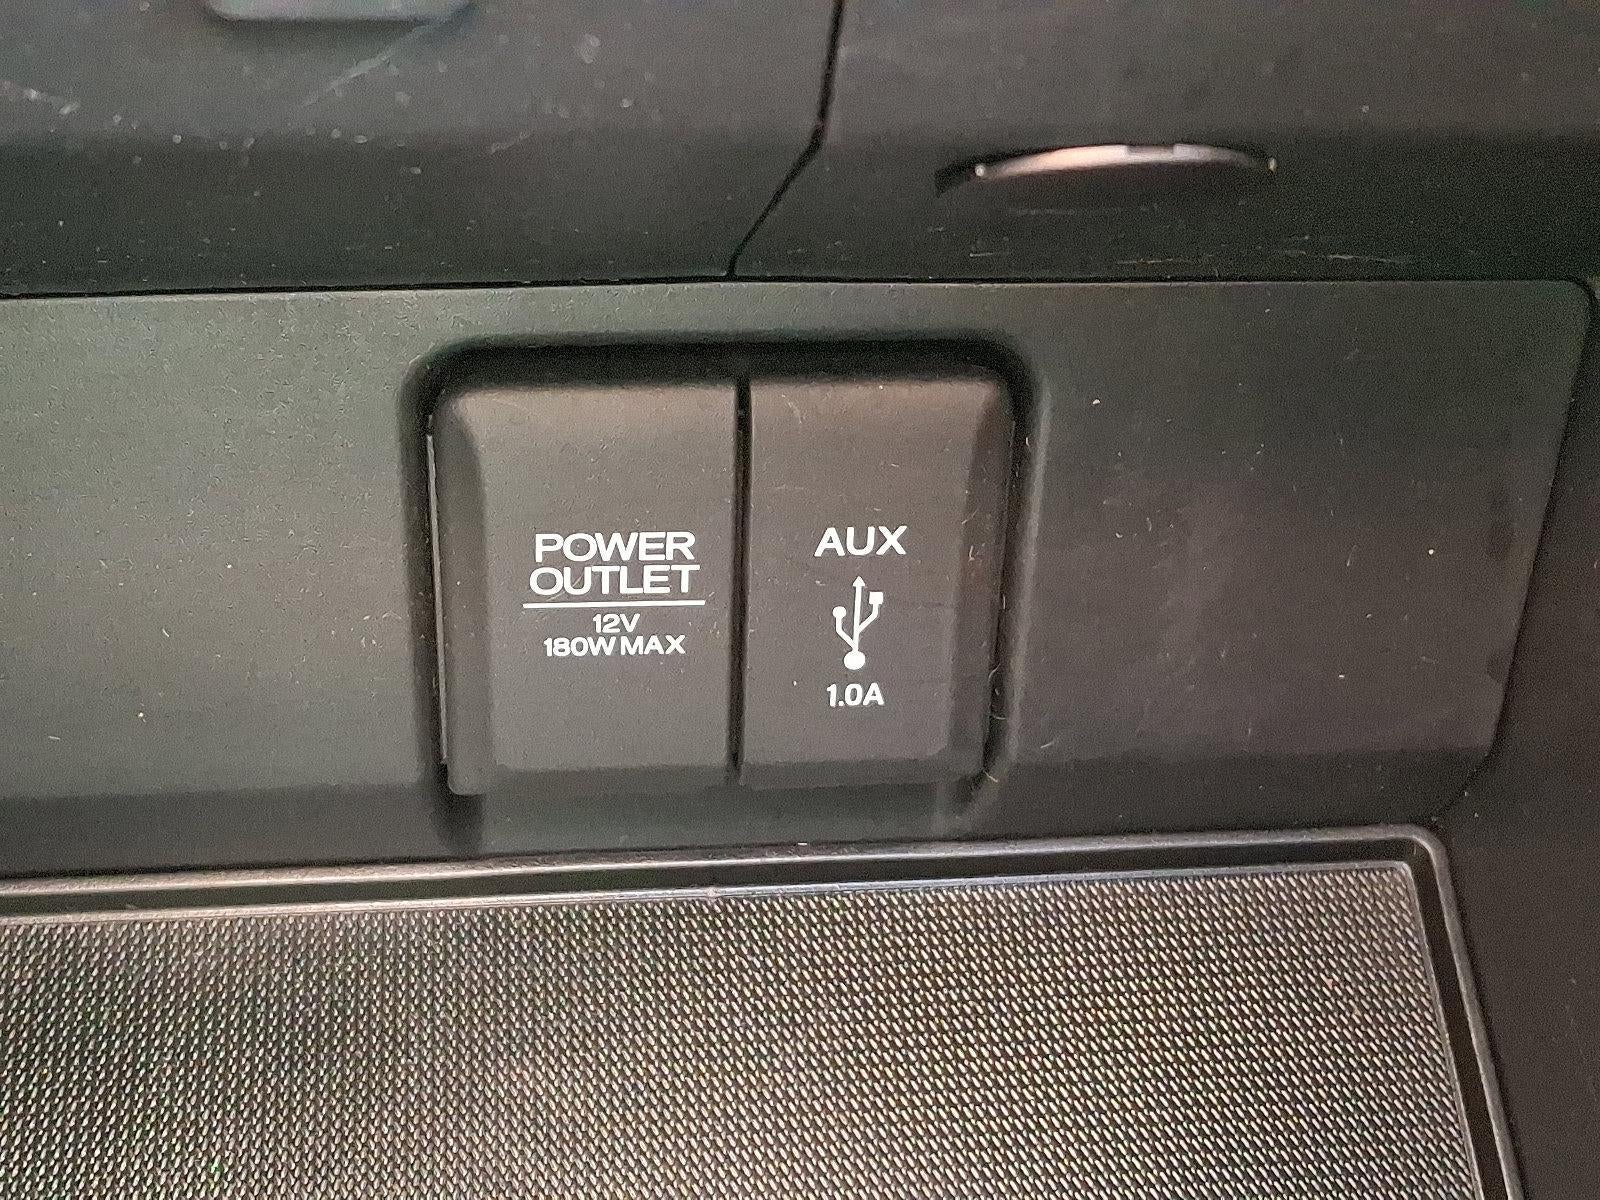 POWER
OUTLET
12V
180W MAX
AUX
1.0A